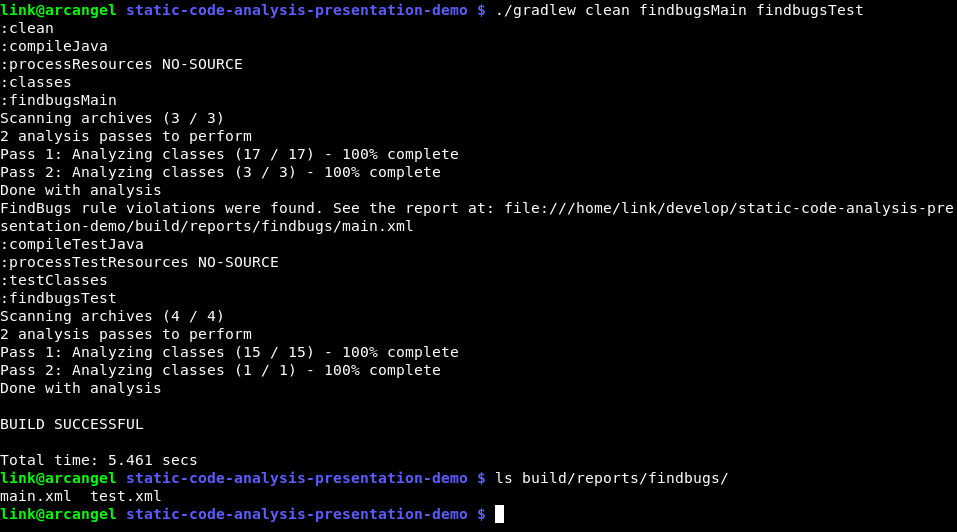 link@arcangel static-code-analysis-presentation-demo $ ./gradlew clean findbugsMain findbugsTest
:clean
:compileJava
:processResources NO-SOURCE
:classes
:findbugsMain
Scanning archives (3 / 3)
2 analysis passes to perform
Pass 1: Analyzing classes (17 / 17) - 100% complete
Pass 2: Analyzing classes (3 / 3) - 100% complete
Done with analysis
FindBugs rule violations were found. See the report at: file:///home/link/develop/static-code-analysis-pre
sentation-demo/build/reports/findbugs/main.xml
:compileTestJava
:processTestResources NO-SOURCE
:testClasses
:findbugsTest
Scanning archives (4 / 4)
2 analysis passes to perform
Pass 1: Analyzing classes (15 / 15) - 100% complete
Pass 2: Analyzing classes (1 / 1) - 100% complete
Done with analysis
BUILD SUCCESSFUL
Total time: 5.461 secs
link@arcangel static-code-analysis-presentation-demo $ ls build/reports/findbugs/
main.xml  test.xml
link@arcangel static-code-analysis-presentation-demo $